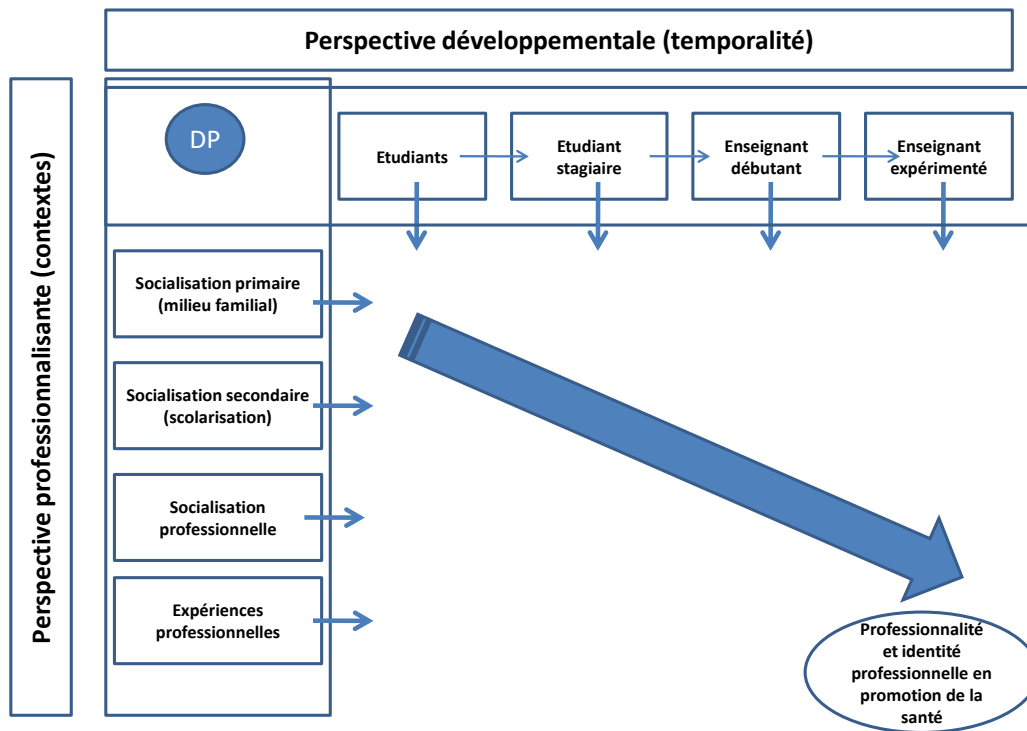 Perspective développementale (temporalité)
Perspective professionnalisante (contextes)
DP
Etudiants
Etudiant
stagiaire
Enseignant
débutant
Enseignant
expérimenté
Socialisation primaire
(milieu familial)
Socialisation secondaire
(scolarisation)
Socialisation
professionnelle
Expériences
professionnelles
Professionnalité
et identité
professionnelle en
promotion de la
santé